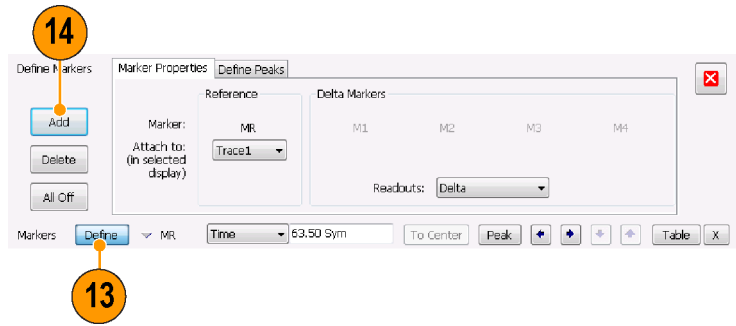 14
Define Markers
Marker Properties
Define Peaks
Reference
Delta Markers
Add
Marker:
MR
M1
M2
M3
M4
Attach to:
(in selected
display)
Trace1
Delete
Readouts:
Delta
All Off
Markers
Define
MR
Time
63.50 Sym
To Center
Peak
Table
X
13